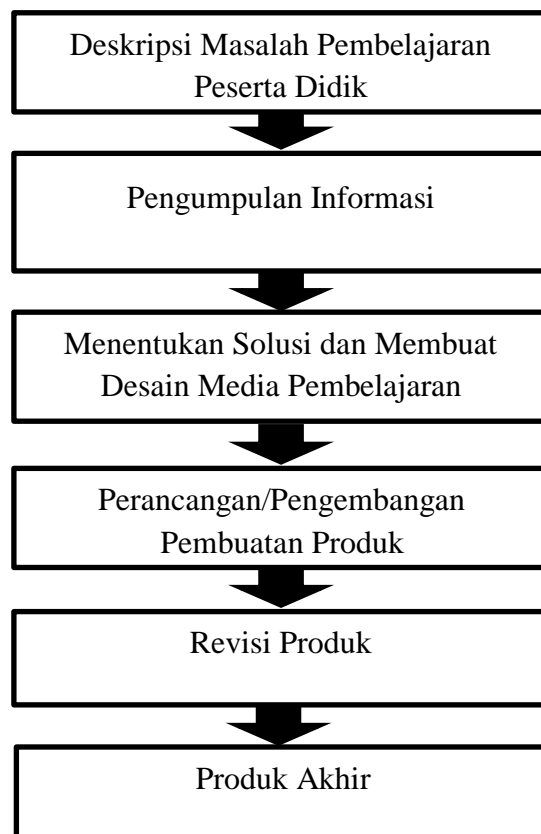 Deskripsi Masalah Pembelajaran
Peserta Didik
Pengumpulan Informasi
Menentukan Solusi dan Membuat
Desain Media Pembelajaran
Perancangan/Pengembangan
Pembuatan Produk
Revisi Produk
Produk Akhir